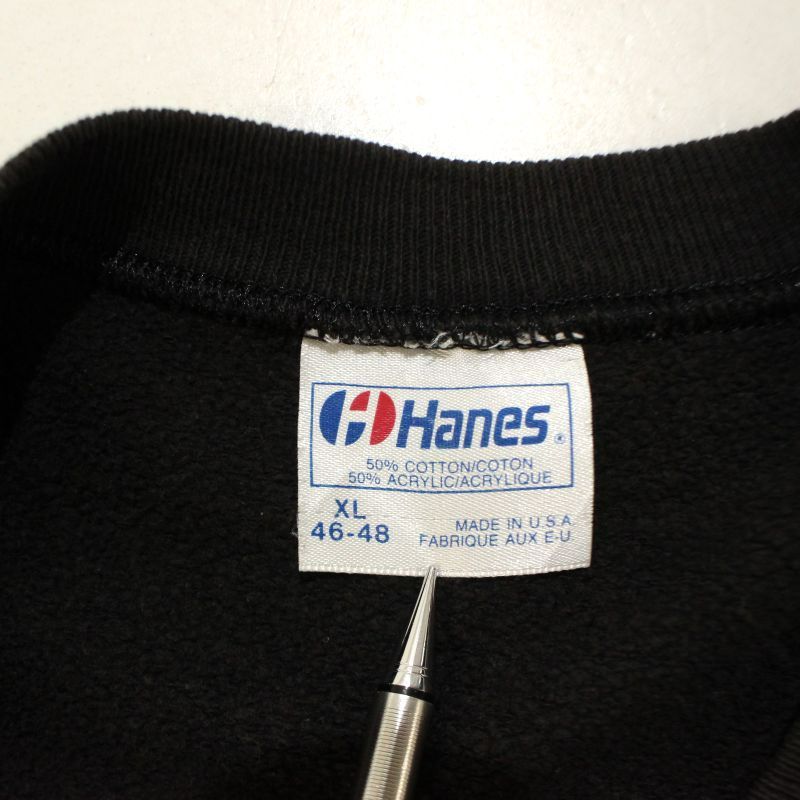 Hanes®
50% COTTON/COTON
50% ACRYLIC/ACRYLIQUE
XL
46-48
MADE IN U.S.A
FABRIQUE AUX E-U